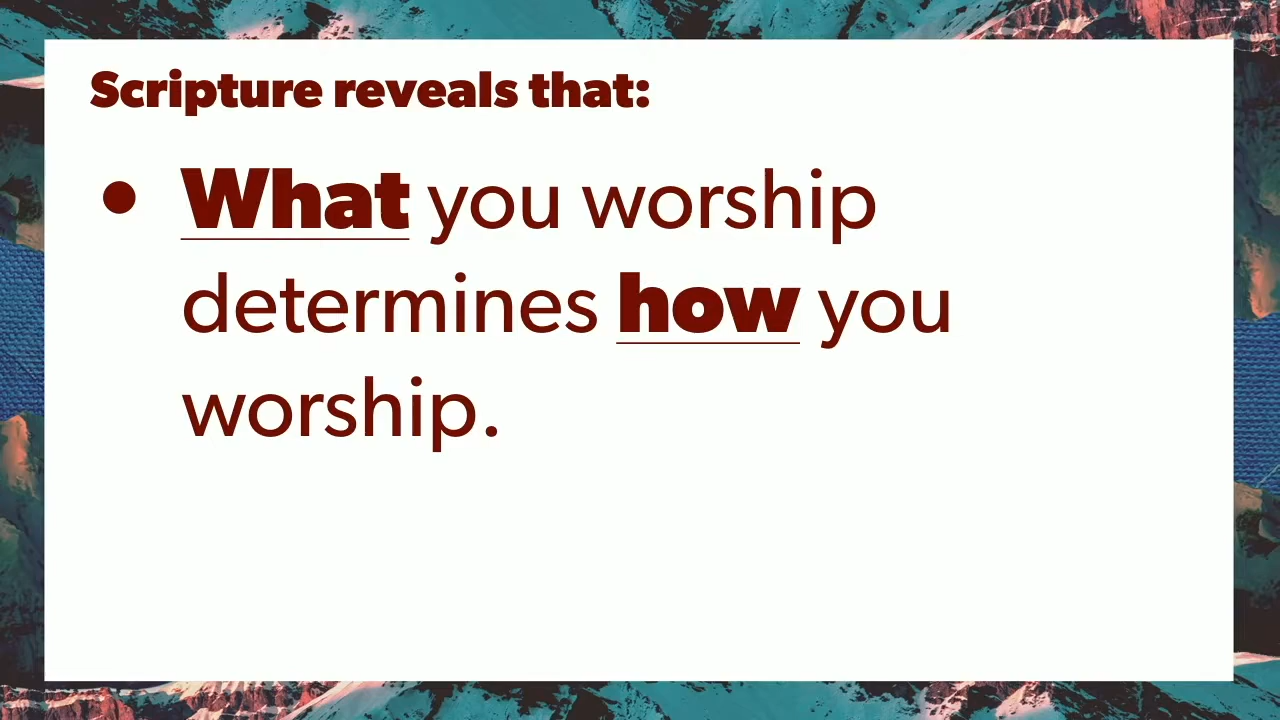 Scripture reveals that:
• What you worship
determines how you
worship.